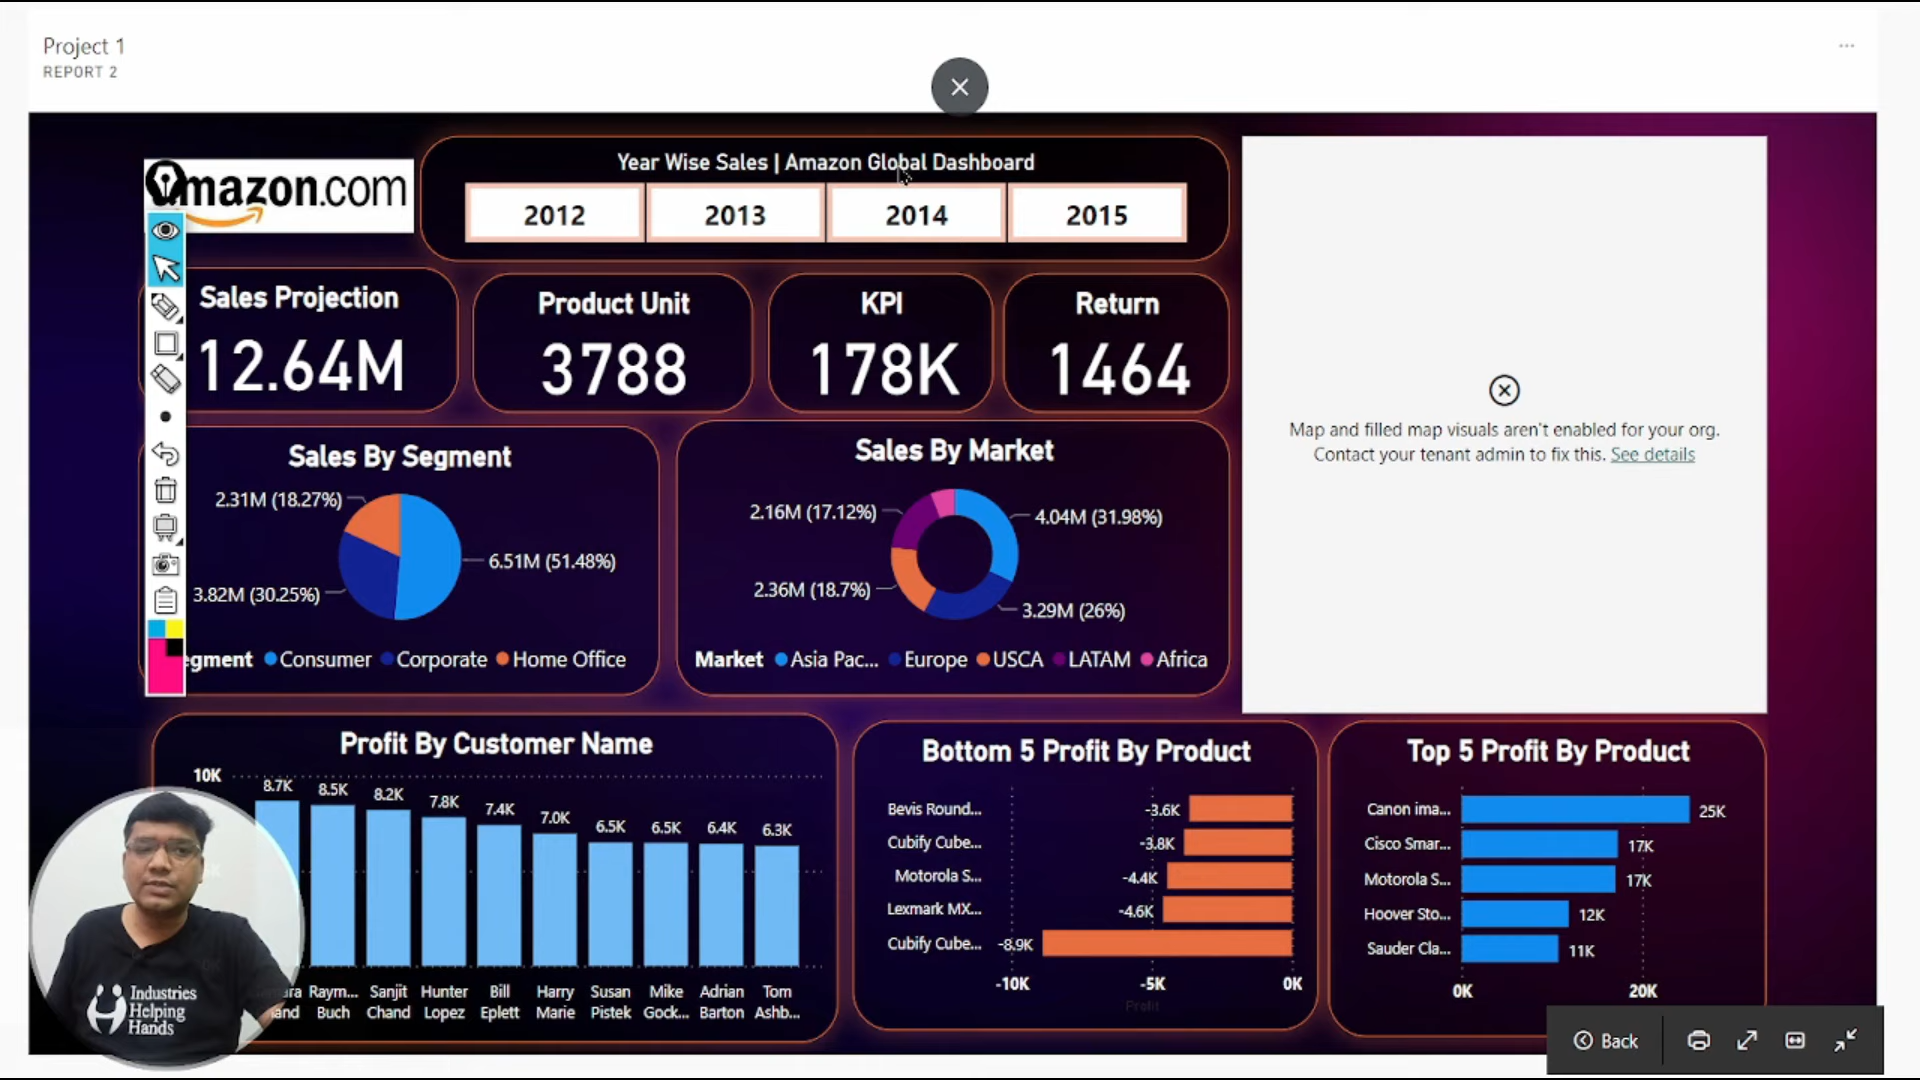 Project 1
REPORT 2
amazon.com
Year Wise Sales | Amazon Global Dashboard
2012 2013 2014 2015
Sales Projection
12.64M
Product Unit
3788
KPI
178K
Return
1464
Map and filled map visuals aren't enabled for your org.
Contact your tenant admin to fix this. See details
Sales By Segment
2.31M (18.27%)
6.51M (51.48%)
3.82M (30.25%)
egment Consumer Corporate Home Office
Sales By Market
2.16M (17.12%)
4.04M (31.98%)
2.36M (18.7%)
3.29M (26%)
Market Asia Pac... Europe USCA LATAM Africa
Profit By Customer Name
10K
8.7K 8.5K 8.2K 7.8K 7.4K 7.0K 6.5K 6.5K 6.4K 6.3K
Raym... Buch
Sanjit Chand
Hunter Lopez
Bill Eplett
Harry Marie
Susan Pistek
Mike Gock...
Adrian Barton
Tom Ashb...
Industries
Helping
Hands
Bottom 5 Profit By Product
Bevis Round... -3.6K
Cubify Cube... -3.8K
Motorola S... -4.4K
Lexmark MX... -4.6K
Cubify Cube... -8.9K
-10K -5K 0K
Profit
Top 5 Profit By Product
Canon ima... 25K
Cisco Smar... 17K
Motorola S... 17K
Hoover Sto... 12K
Sauder Cla... 11K
0K 20K
Back